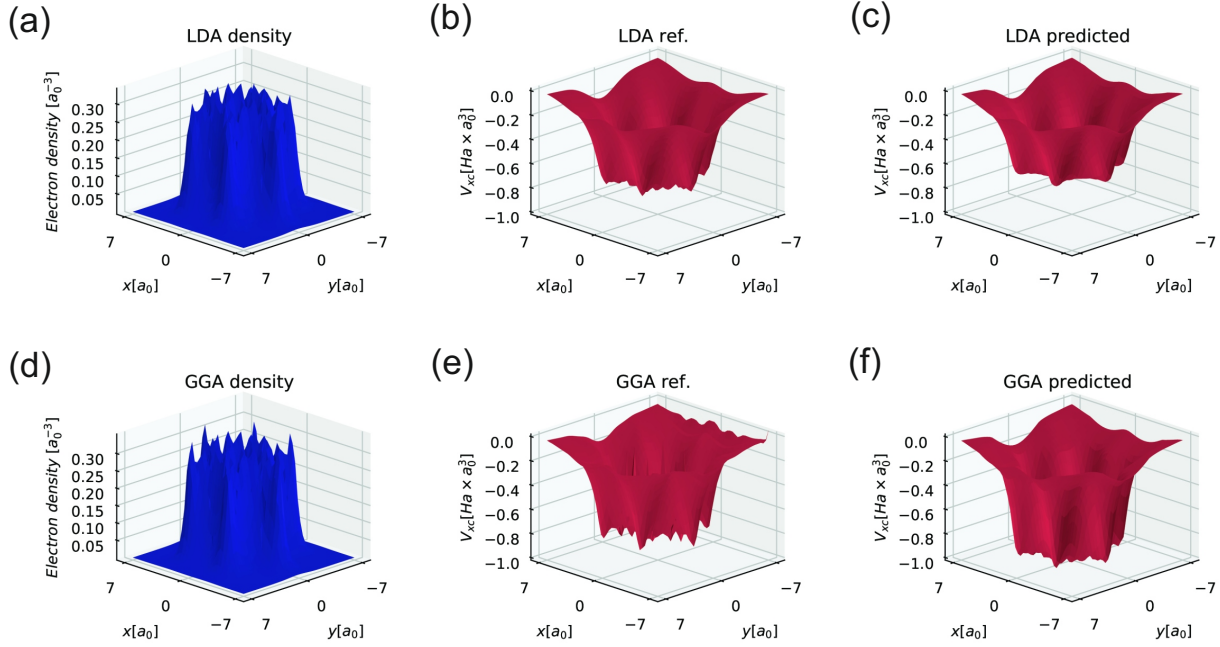 (a)
LDA density
Electron density [a₀⁻³]
0.30
0.25
0.20
0.15
0.10
0.05
7
0
−7
x[a₀]
7
0
−7
y[a₀]
(b)
LDA ref.
V_xc[Ha × a₀³]
0.0
−0.2
−0.4
−0.6
−0.8
−1.0
7
0
−7
x[a₀]
7
0
−7
y[a₀]
(c)
LDA predicted
V_xc[Ha × a₀³]
0.0
−0.2
−0.4
−0.6
−0.8
−1.0
7
0
−7
x[a₀]
7
0
−7
y[a₀]
(d)
GGA density
Electron density [a₀⁻³]
0.30
0.25
0.20
0.15
0.10
0.05
7
0
−7
x[a₀]
7
0
−7
y[a₀]
(e)
GGA ref.
V_xc[Ha × a₀³]
0.0
−0.2
−0.4
−0.6
−0.8
−1.0
7
0
−7
x[a₀]
7
0
−7
y[a₀]
(f)
GGA predicted
V_xc[Ha × a₀³]
0.0
−0.2
−0.4
−0.6
−0.8
−1.0
7
0
−7
x[a₀]
7
0
−7
y[a₀]